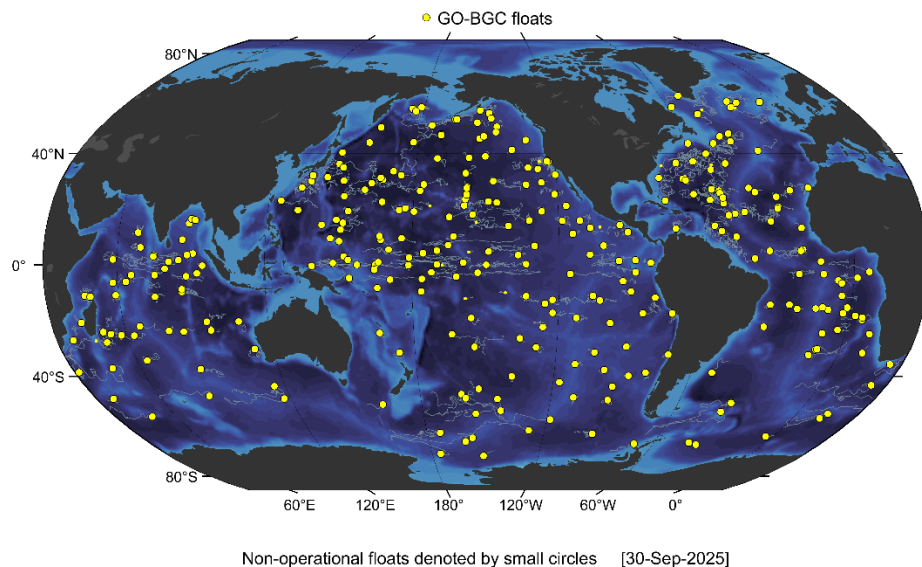 GO-BGC floats
80°N
40°N
0°
40°S
80°S
60°E 120°E 180° 120°W 60°W 0°
Non-operational floats denoted by small circles [30-Sep-2025]